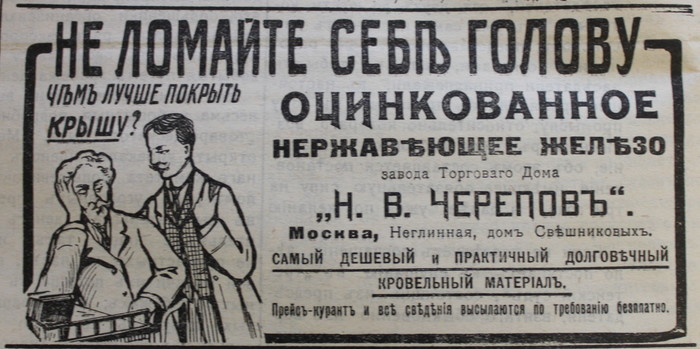 НЕ ЛОМАЙТЕ СЕБѢ ГОЛОВУ
ЧѢМЪ ЛУЧШЕ ПОКРЫТЬ
КРЫШУ?
ОЦИНКОВАННОЕ
НЕРЖАВѢЮЩЕЕ ЖЕЛѢЗО
завода Торговаго Дома
„Н. В. ЧЕРЕПОВЪ“.
Москва, Неглинная, домъ Свѣшниковыхъ.
САМЫЙ ДЕШЕВЫЙ и ПРАКТИЧНЫЙ ДОЛГОВѢЧНЫЙ
КРОВЕЛЬНЫЙ МАТЕРІАЛЪ.
Прейсъ-курантъ и всѣ свѣдѣнія высылаются по требованію безплатно.